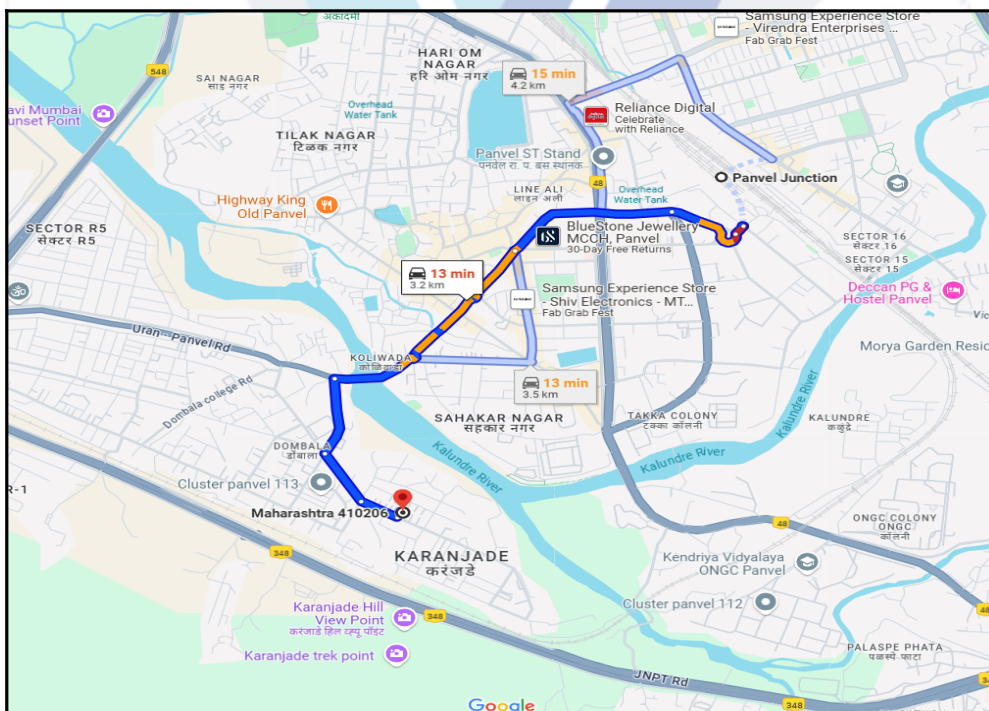 अकादमी
Samsung Experience Store
- Virendra Enterprises ...
Fab Grab Fest
HARI OM
NAGAR
हरि ओम नगर
548
SAI NAGAR
साई नगर
15 min
4.2 km
avi Mumbai
unset Point
Overhead
Water Tank
Reliance Digital
Celebrate
with Reliance
TILAK NAGAR
टिळक नगर
Panvel ST Stand
पनवेल रा. प. बस स्थानक
Panvel Junction
48
LINE ALI
लाइन अली
Overhead
Water Tank
Highway King
Old Panvel
SECTOR R5
सेक्टर R5
BlueStone Jewellery
MCCH, Panvel
30-Day Free Returns
SECTOR 16
सेक्टर 16
SECTOR 15
सेक्टर 15
13 min
3.2 km
Samsung Experience Store
- Shiv Electronics - MT...
Fab Grab Fest
Deccan PG &
Hostel Panvel
Vic
Uran - Panvel Rd
KOLIWADA
कोळिवाडा
Morya Garden Resid
13 min
3.5 km
Dombala college Rd
SAHAKAR NAGAR
सहकार नगर
TAKKA COLONY
टक्का कॉलनी
KALUNDRE
कळुंद्रे
Kalundre River
Kalundre River
Kalundre River
DOMBALA
डोंबाला
Cluster panvel 113
R-1
Maharashtra 410206
48
ONGC COLONY
ONGC
कॉलनी
348
KARANJADE
करंजडे
Kendriya Vidyalaya
ONGC Panvel
Karanjade Hill
View Point
करंजाडे हिल व्ह्यू पॉइंट
348
Cluster panvel 112
48
Karanjade trek point
PALASPE PHATA
पळस्पे फाटा
JNPT Rd
34
348
Google